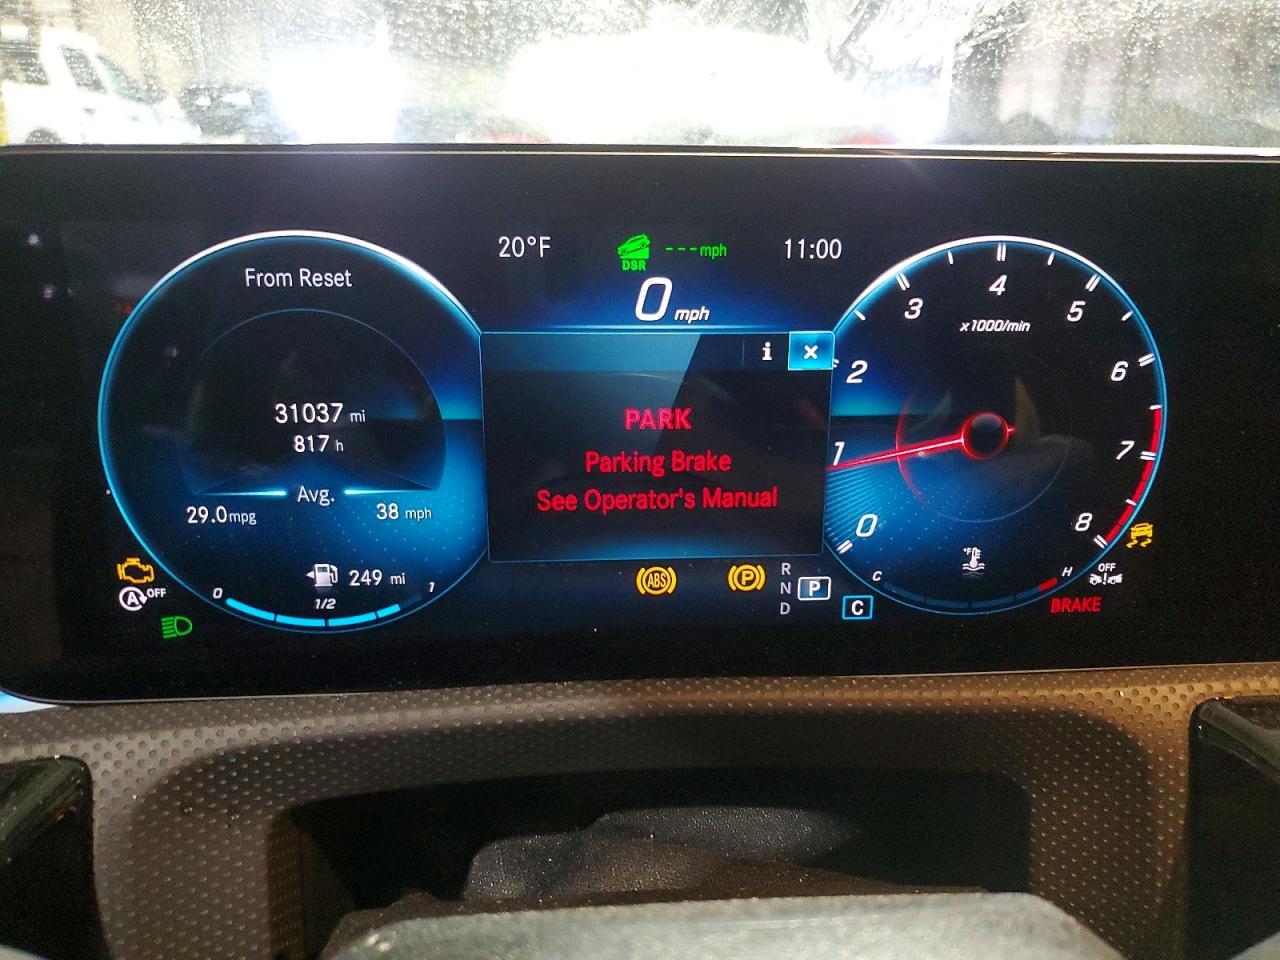 20°F
DSR
---mph
11:00
0 mph
From Reset
31037 mi
817 h
Avg.
29.0mpg
38 mph
i
×
PARK
Parking Brake
See Operator's Manual
x1000/min
0
1
2
3
4
5
6
7
8
A OFF
249 mi
0
1/2
1
ABS
P
R
N
P
D
C
°F
C
H
OFF
BRAKE